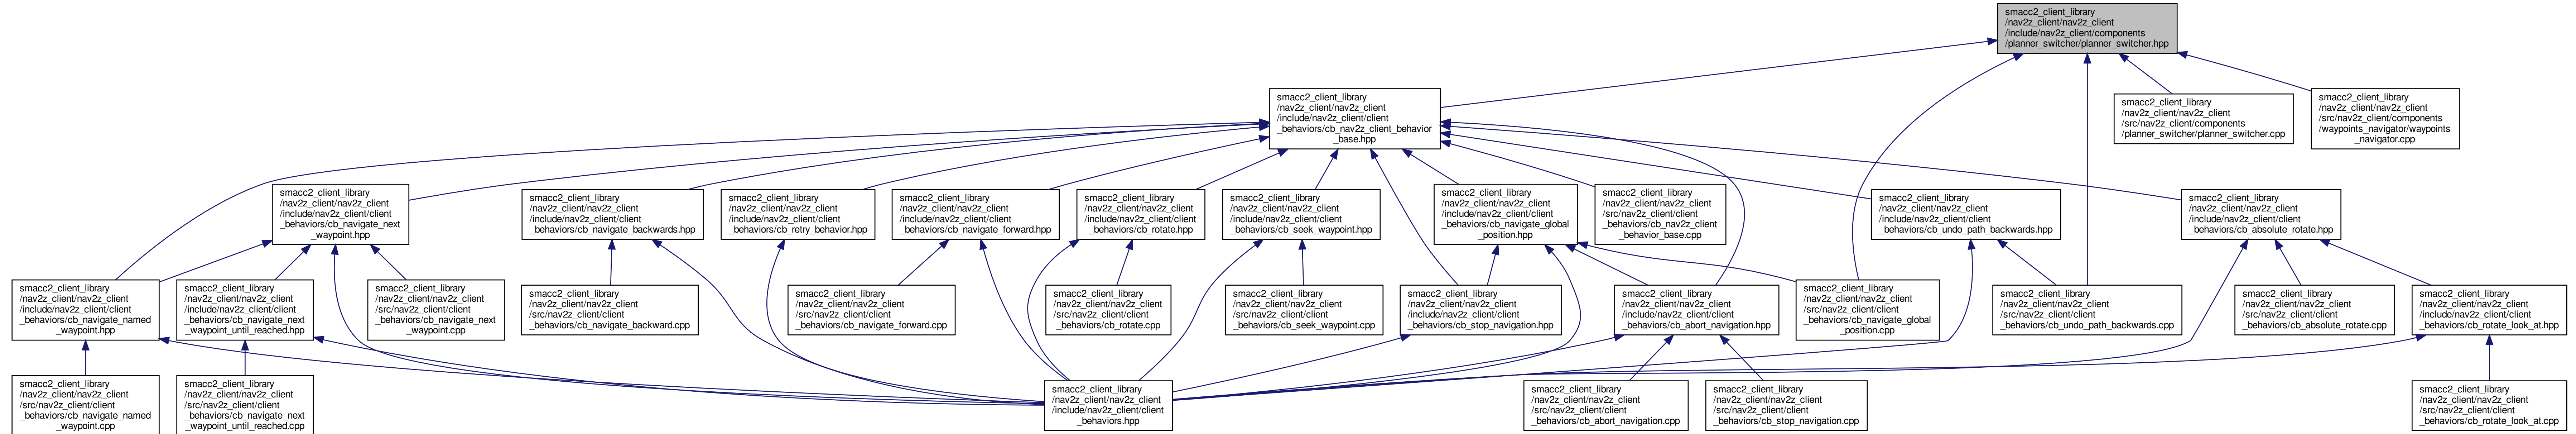 smacc2_client_library
/nav2z_client/nav2z_client
/include/nav2z_client/components
/planner_switcher/planner_switcher.hpp
smacc2_client_library
/nav2z_client/nav2z_client
/include/nav2z_client/client
_behaviors/cb_nav2z_client_behavior
_base.hpp
smacc2_client_library
/nav2z_client/nav2z_client
/src/nav2z_client/components
/planner_switcher/planner_switcher.cpp
smacc2_client_library
/nav2z_client/nav2z_client
/src/nav2z_client/components
/waypoints_navigator/waypoints
_navigator.cpp
smacc2_client_library
/nav2z_client/nav2z_client
/include/nav2z_client/client
_behaviors/cb_navigate_next
_waypoint.hpp
smacc2_client_library
/nav2z_client/nav2z_client
/include/nav2z_client/client
_behaviors/cb_navigate_backwards.hpp
smacc2_client_library
/nav2z_client/nav2z_client
/include/nav2z_client/client
_behaviors/cb_retry_behavior.hpp
smacc2_client_library
/nav2z_client/nav2z_client
/include/nav2z_client/client
_behaviors/cb_navigate_forward.hpp
smacc2_client_library
/nav2z_client/nav2z_client
/include/nav2z_client/client
_behaviors/cb_rotate.hpp
smacc2_client_library
/nav2z_client/nav2z_client
/include/nav2z_client/client
_behaviors/cb_seek_waypoint.hpp
smacc2_client_library
/nav2z_client/nav2z_client
/include/nav2z_client/client
_behaviors/cb_navigate_global
_position.hpp
smacc2_client_library
/nav2z_client/nav2z_client
/src/nav2z_client/client
_behaviors/cb_nav2z_client
_behavior_base.cpp
smacc2_client_library
/nav2z_client/nav2z_client
/include/nav2z_client/client
_behaviors/cb_undo_path_backwards.hpp
smacc2_client_library
/nav2z_client/nav2z_client
/include/nav2z_client/client
_behaviors/cb_absolute_rotate.hpp
smacc2_client_library
/nav2z_client/nav2z_client
/include/nav2z_client/client
_behaviors/cb_navigate_named
_waypoint.hpp
smacc2_client_library
/nav2z_client/nav2z_client
/include/nav2z_client/client
_behaviors/cb_navigate_next
_waypoint_until_reached.hpp
smacc2_client_library
/nav2z_client/nav2z_client
/src/nav2z_client/client
_behaviors/cb_navigate_next
_waypoint.cpp
smacc2_client_library
/nav2z_client/nav2z_client
/src/nav2z_client/client
_behaviors/cb_navigate_backward.cpp
smacc2_client_library
/nav2z_client/nav2z_client
/src/nav2z_client/client
_behaviors/cb_navigate_forward.cpp
smacc2_client_library
/nav2z_client/nav2z_client
/src/nav2z_client/client
_behaviors/cb_rotate.cpp
smacc2_client_library
/nav2z_client/nav2z_client
/src/nav2z_client/client
_behaviors/cb_seek_waypoint.cpp
smacc2_client_library
/nav2z_client/nav2z_client
/include/nav2z_client/client
_behaviors/cb_stop_navigation.hpp
smacc2_client_library
/nav2z_client/nav2z_client
/include/nav2z_client/client
_behaviors/cb_abort_navigation.hpp
smacc2_client_library
/nav2z_client/nav2z_client
/src/nav2z_client/client
_behaviors/cb_navigate_global
_position.cpp
smacc2_client_library
/nav2z_client/nav2z_client
/src/nav2z_client/client
_behaviors/cb_undo_path_backwards.cpp
smacc2_client_library
/nav2z_client/nav2z_client
/src/nav2z_client/client
_behaviors/cb_absolute_rotate.cpp
smacc2_client_library
/nav2z_client/nav2z_client
/include/nav2z_client/client
_behaviors/cb_rotate_look_at.hpp
smacc2_client_library
/nav2z_client/nav2z_client
/src/nav2z_client/client
_behaviors/cb_navigate_named
_waypoint.cpp
smacc2_client_library
/nav2z_client/nav2z_client
/src/nav2z_client/client
_behaviors/cb_navigate_next
_waypoint_until_reached.cpp
smacc2_client_library
/nav2z_client/nav2z_client
/include/nav2z_client/client
_behaviors.hpp
smacc2_client_library
/nav2z_client/nav2z_client
/src/nav2z_client/client
_behaviors/cb_abort_navigation.cpp
smacc2_client_library
/nav2z_client/nav2z_client
/src/nav2z_client/client
_behaviors/cb_stop_navigation.cpp
smacc2_client_library
/nav2z_client/nav2z_client
/src/nav2z_client/client
_behaviors/cb_rotate_look_at.cpp